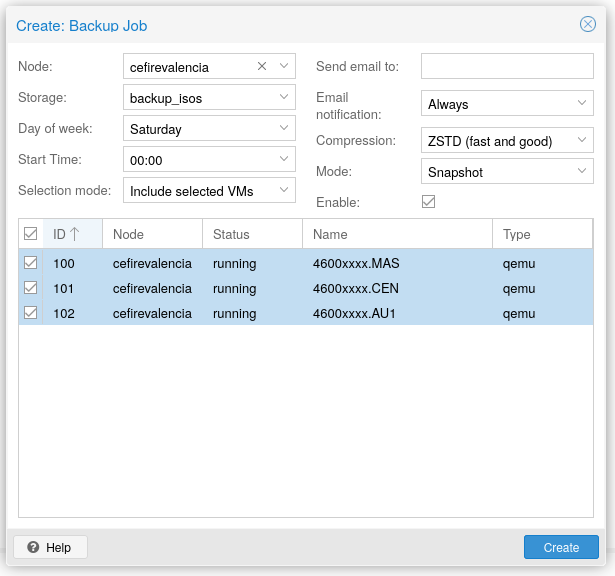 Create: Backup Job
Node: cefirevalencia
Storage: backup_isos
Day of week: Saturday
Start Time: 00:00
Selection mode: Include selected VMs
Send email to:
Email
notification: Always
Compression: ZSTD (fast and good)
Mode: Snapshot
Enable:
ID Node Status Name Type
100 cefirevalencia running 4600xxxx.MAS qemu
101 cefirevalencia running 4600xxxx.CEN qemu
102 cefirevalencia running 4600xxxx.AU1 qemu
Help Create